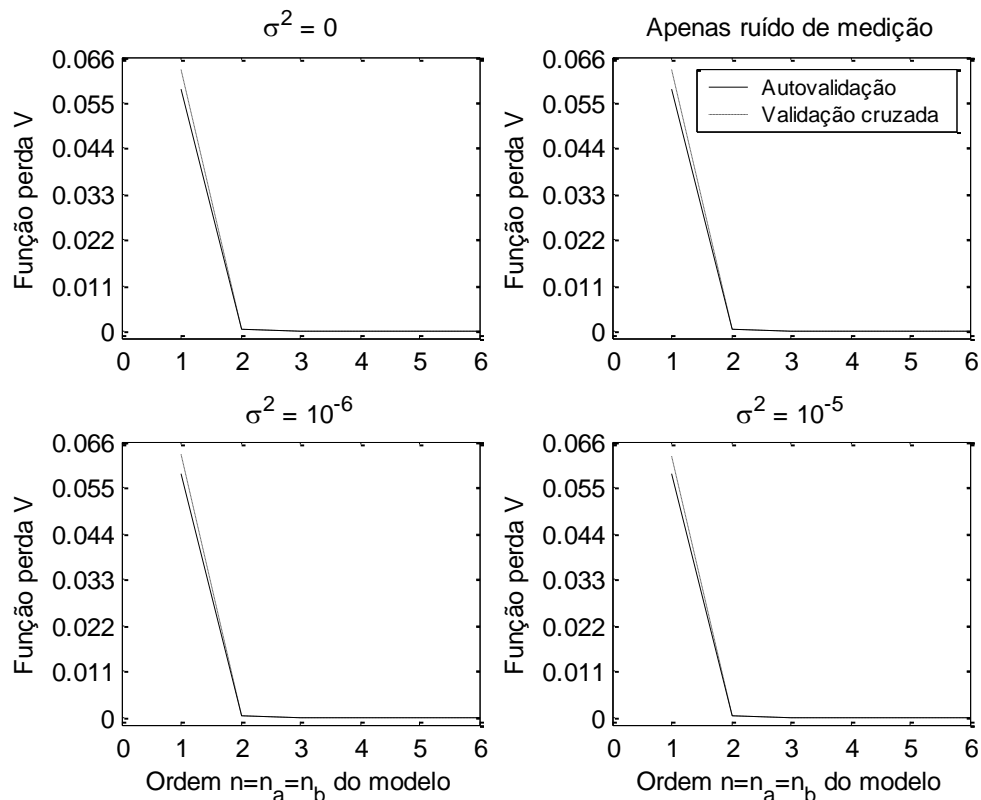 σ² = 0
Função perda V
0.066
0.055
0.044
0.033
0.022
0.011
0
0 1 2 3 4 5 6
Apenas ruído de medição
Autovalidação
Validação cruzada
Função perda V
0.066
0.055
0.044
0.033
0.022
0.011
0
0 1 2 3 4 5 6
σ² = 10⁻⁶
Função perda V
0.066
0.055
0.044
0.033
0.022
0.011
0
0 1 2 3 4 5 6
Ordem n=nₐ=n_b do modelo
σ² = 10⁻⁵
Função perda V
0.066
0.055
0.044
0.033
0.022
0.011
0
0 1 2 3 4 5 6
Ordem n=nₐ=n_b do modelo